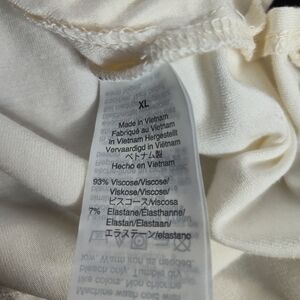 XL
Made in Vietnam
Fabriqué au Vietnam
In Vietnam Hergestellt
Vervaardigd in Vietnam
ベトナム製
Hecho en Vietnam
93% Viscose/Viscose/
Viskose/Viscose/
ビスコース/viscosa
7% Elastane/Élasthanne/
Elastan/Elastaan/
エラステーン/elastano